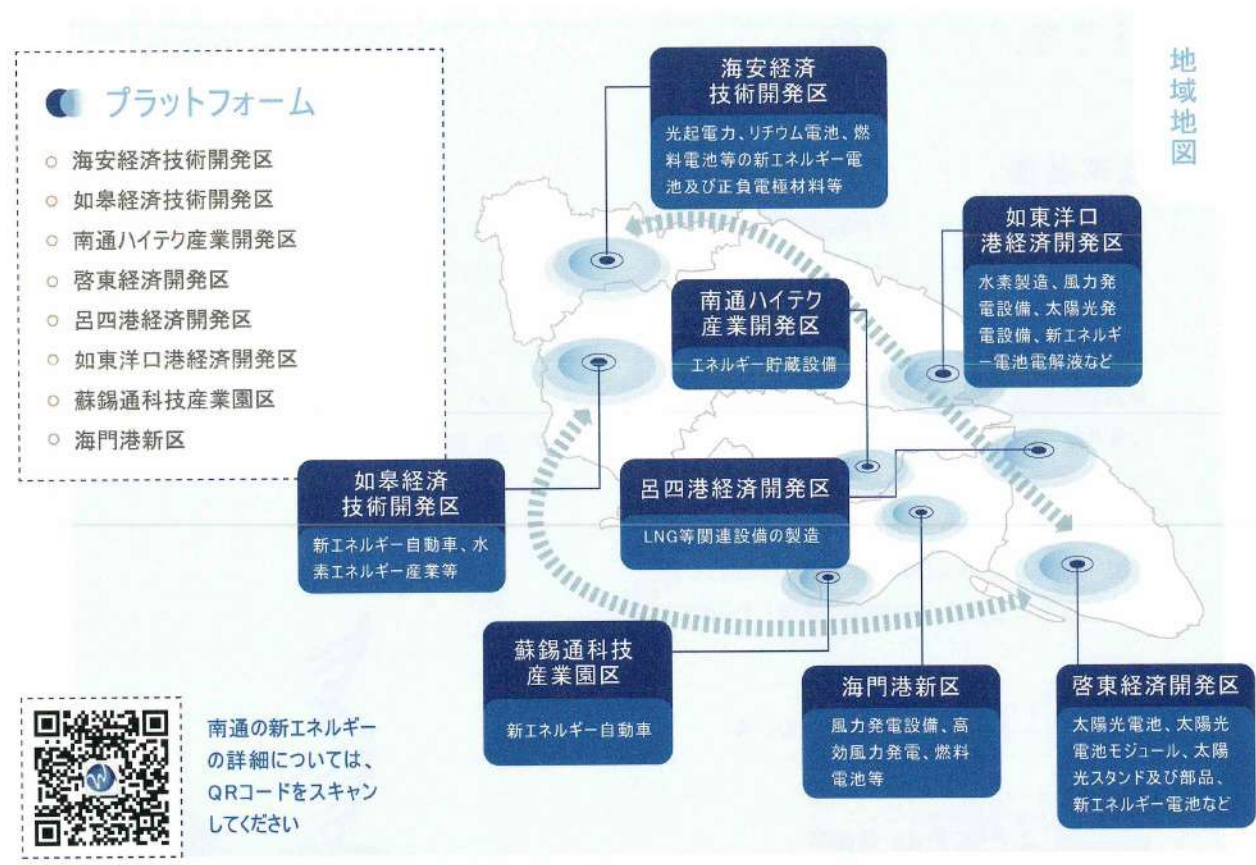 地域地図
プラットフォーム
海安経済技術開発区
如皋経済技術開発区
南通ハイテク産業開発区
啓東経済開発区
呂四港経済開発区
如東洋口港経済開発区
蘇錫通科技産業園区
海門港新区
海安経済
技術開発区
光起電力、リチウム電池、燃
料電池等の新エネルギー電
池及び正負電極材料等
如東洋口
港経済開発区
水素製造、風力発
電設備、太陽光発
電設備、新エネルギ
ー電池電解液など
南通ハイテク
産業開発区
エネルギー貯蔵設備
如皋経済
技術開発区
新エネルギー自動車、水
素エネルギー産業等
呂四港経済開発区
LNG等関連設備の製造
蘇錫通科技
産業園区
新エネルギー自動車
海門港新区
風力発電設備、高
効風力発電、燃料
電池等
啓東経済開発区
太陽光電池、太陽光
電池モジュール、太陽
光スタンド及び部品、
新エネルギー電池など
南通の新エネルギー
の詳細については、
QRコードをスキャン
してください